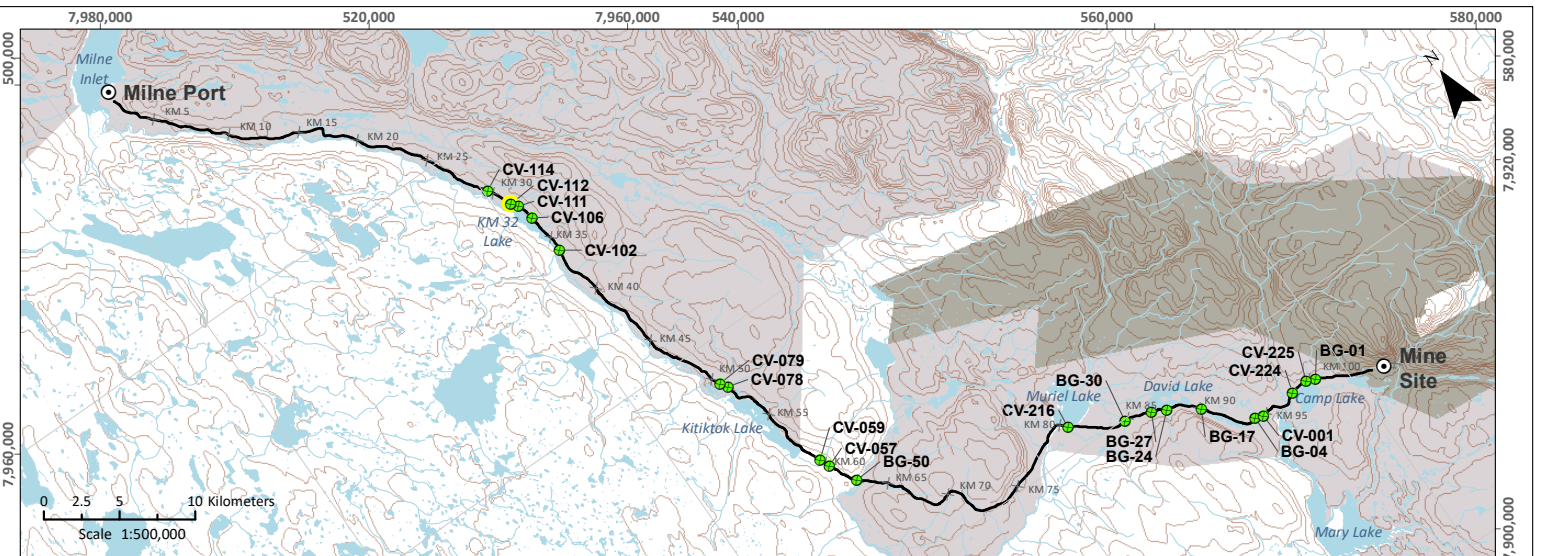 7,980,000
520,000
7,960,000
540,000
560,000
580,000
500,000
580,000
Milne
Inlet
Milne Port
N
KM 5
KM 10
KM 15
KM 20
KM 25
7,920,000
CV-114
KM 30
CV-112
CV-111
CV-106
KM 32
Lake
KM 35
CV-102
KM 40
KM 45
CV-079
KM 50
CV-078
KM 55
Kitiktok Lake
CV-059
CV-057
KM 60
BG-50
KM 65
KM 70
KM 75
CV-225
BG-01
Mine
Site
CV-224
KM 100
BG-30
David Lake
Muriel Lake
Camp Lake
CV-216
KM 80
KM 85
KM 90
KM 95
BG-27
BG-24
BG-17
CV-001
BG-04
7,960,000
0 2.5 5 10 Kilometers
Scale 1:500,000
Mary Lake
7,900,000